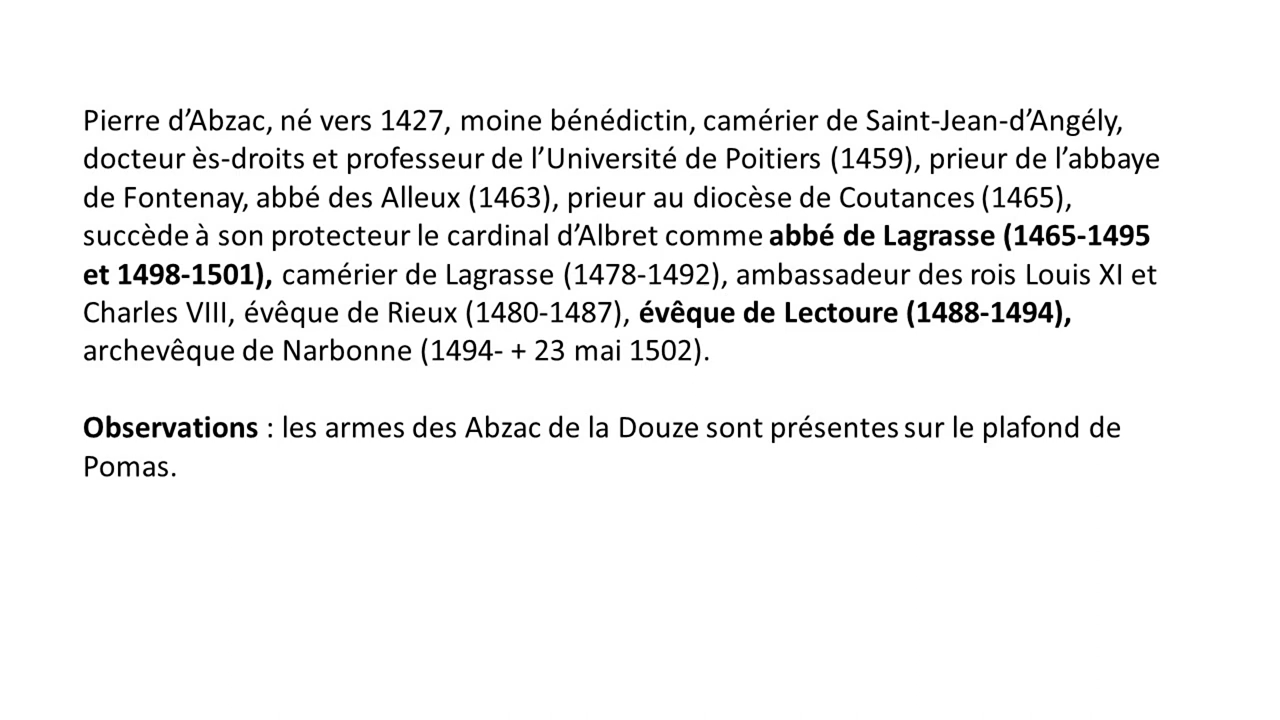 Pierre d’Abzac, né vers 1427, moine bénédictin, camérier de Saint-Jean-d’Angély,
docteur ès-droits et professeur de l’Université de Poitiers (1459), prieur de l’abbaye
de Fontenay, abbé des Alleux (1463), prieur au diocèse de Coutances (1465),
succède à son protecteur le cardinal d’Albret comme abbé de Lagrasse (1465-1495
et 1498-1501), camérier de Lagrasse (1478-1492), ambassadeur des rois Louis XI et
Charles VIII, évêque de Rieux (1480-1487), évêque de Lectoure (1488-1494),
archevêque de Narbonne (1494- + 23 mai 1502).
Observations : les armes des Abzac de la Douze sont présentes sur le plafond de
Pomas.